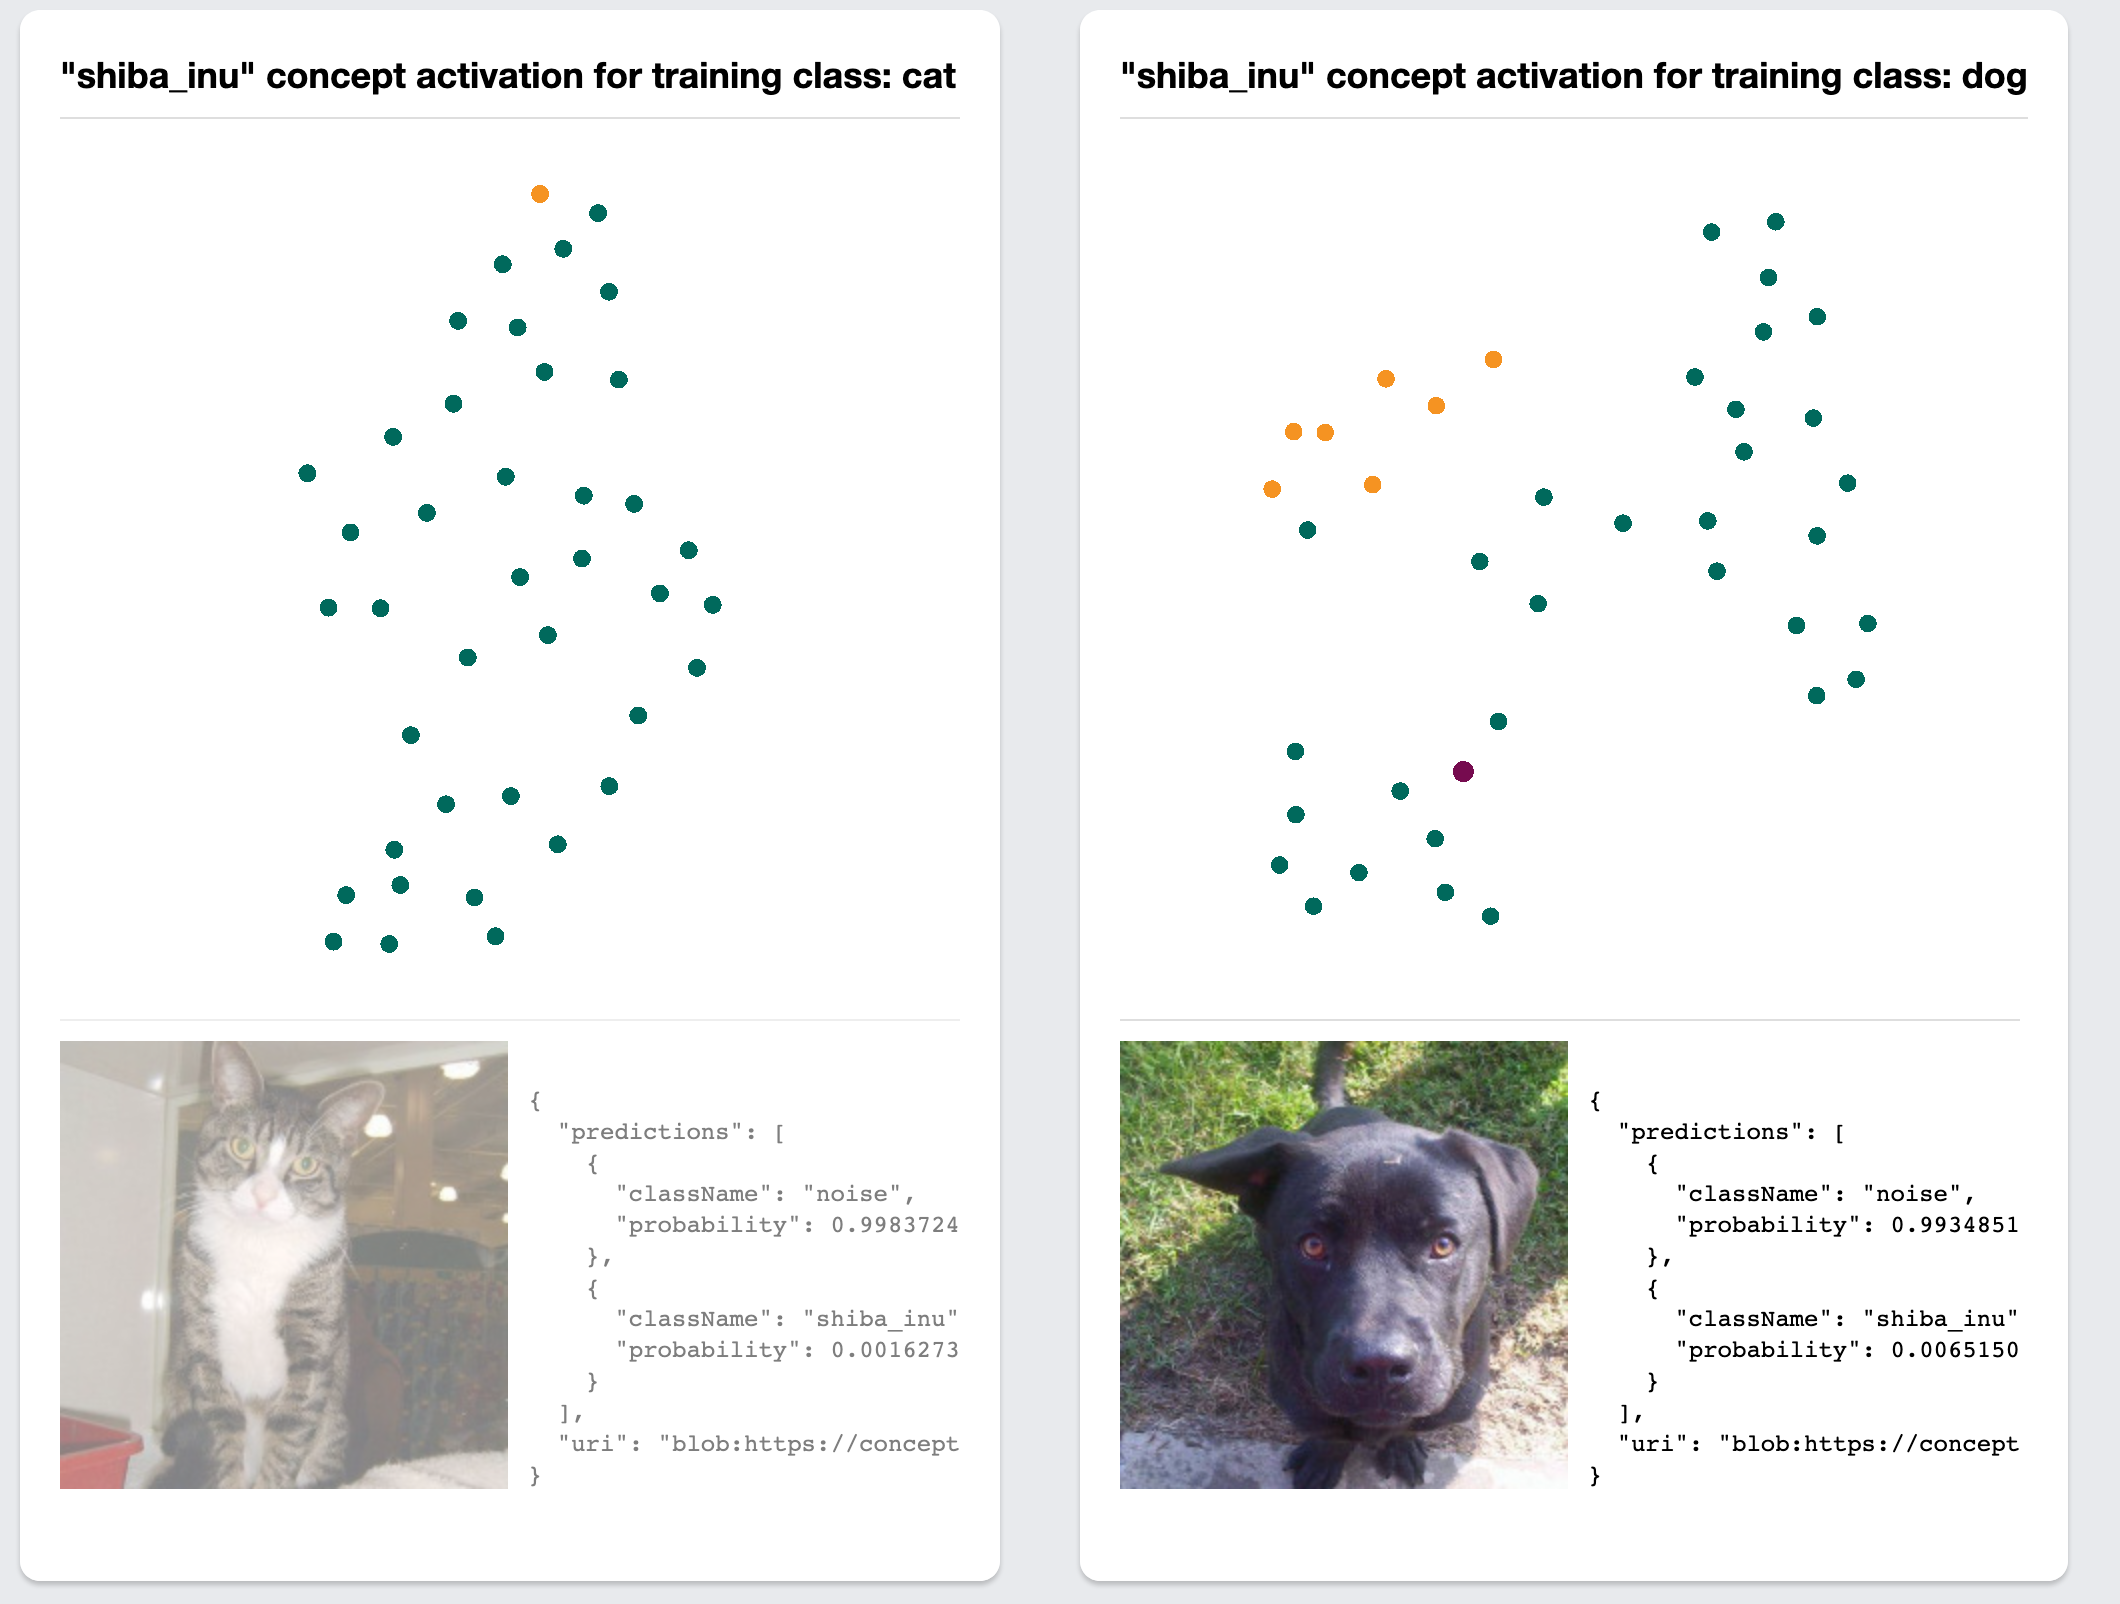 "shiba_inu" concept activation for training class: cat
{
"predictions": [
{
"className": "noise",
"probability": 0.9983724
},
{
"className": "shiba_inu"
"probability": 0.0016273
}
],
"uri": "blob:https://concept
}
"shiba_inu" concept activation for training class: dog
{
"predictions": [
{
"className": "noise",
"probability": 0.9934851
},
{
"className": "shiba_inu"
"probability": 0.0065150
}
],
"uri": "blob:https://concept
}